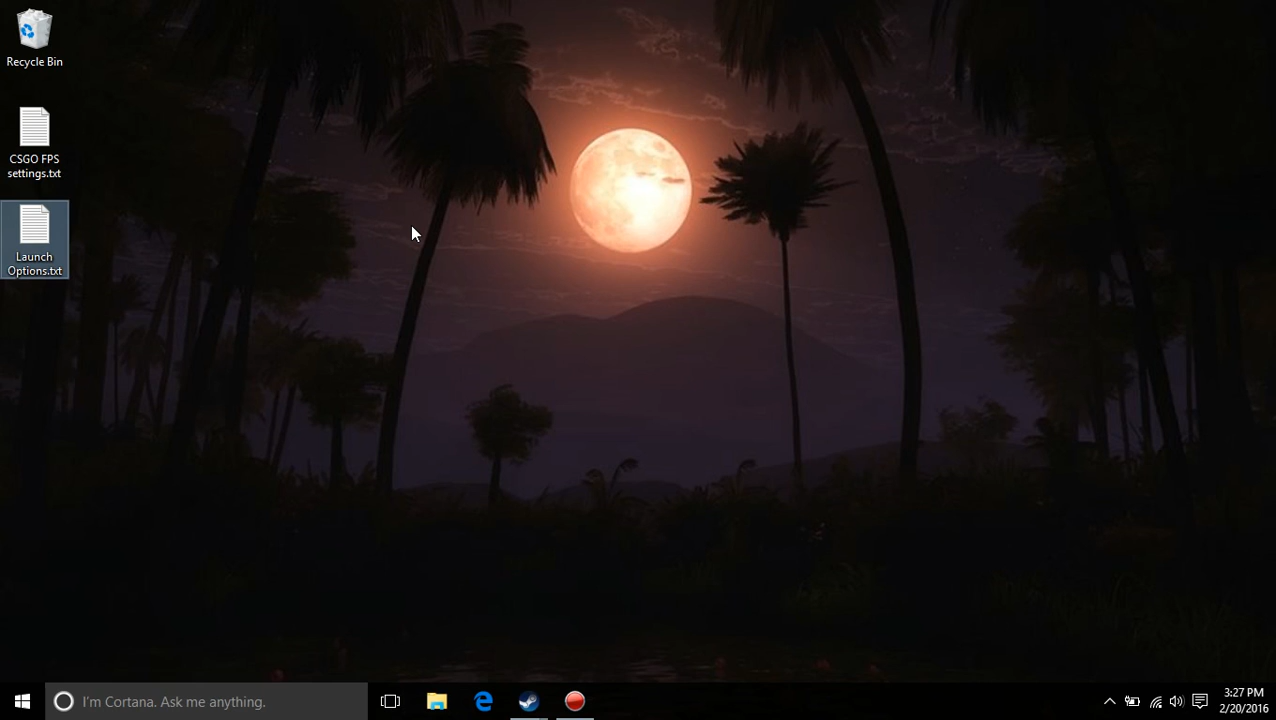 Recycle Bin
CSGO FPS
settings.txt
Launch
Options.txt
I'm Cortana. Ask me anything.
3:27 PM
2/20/2016